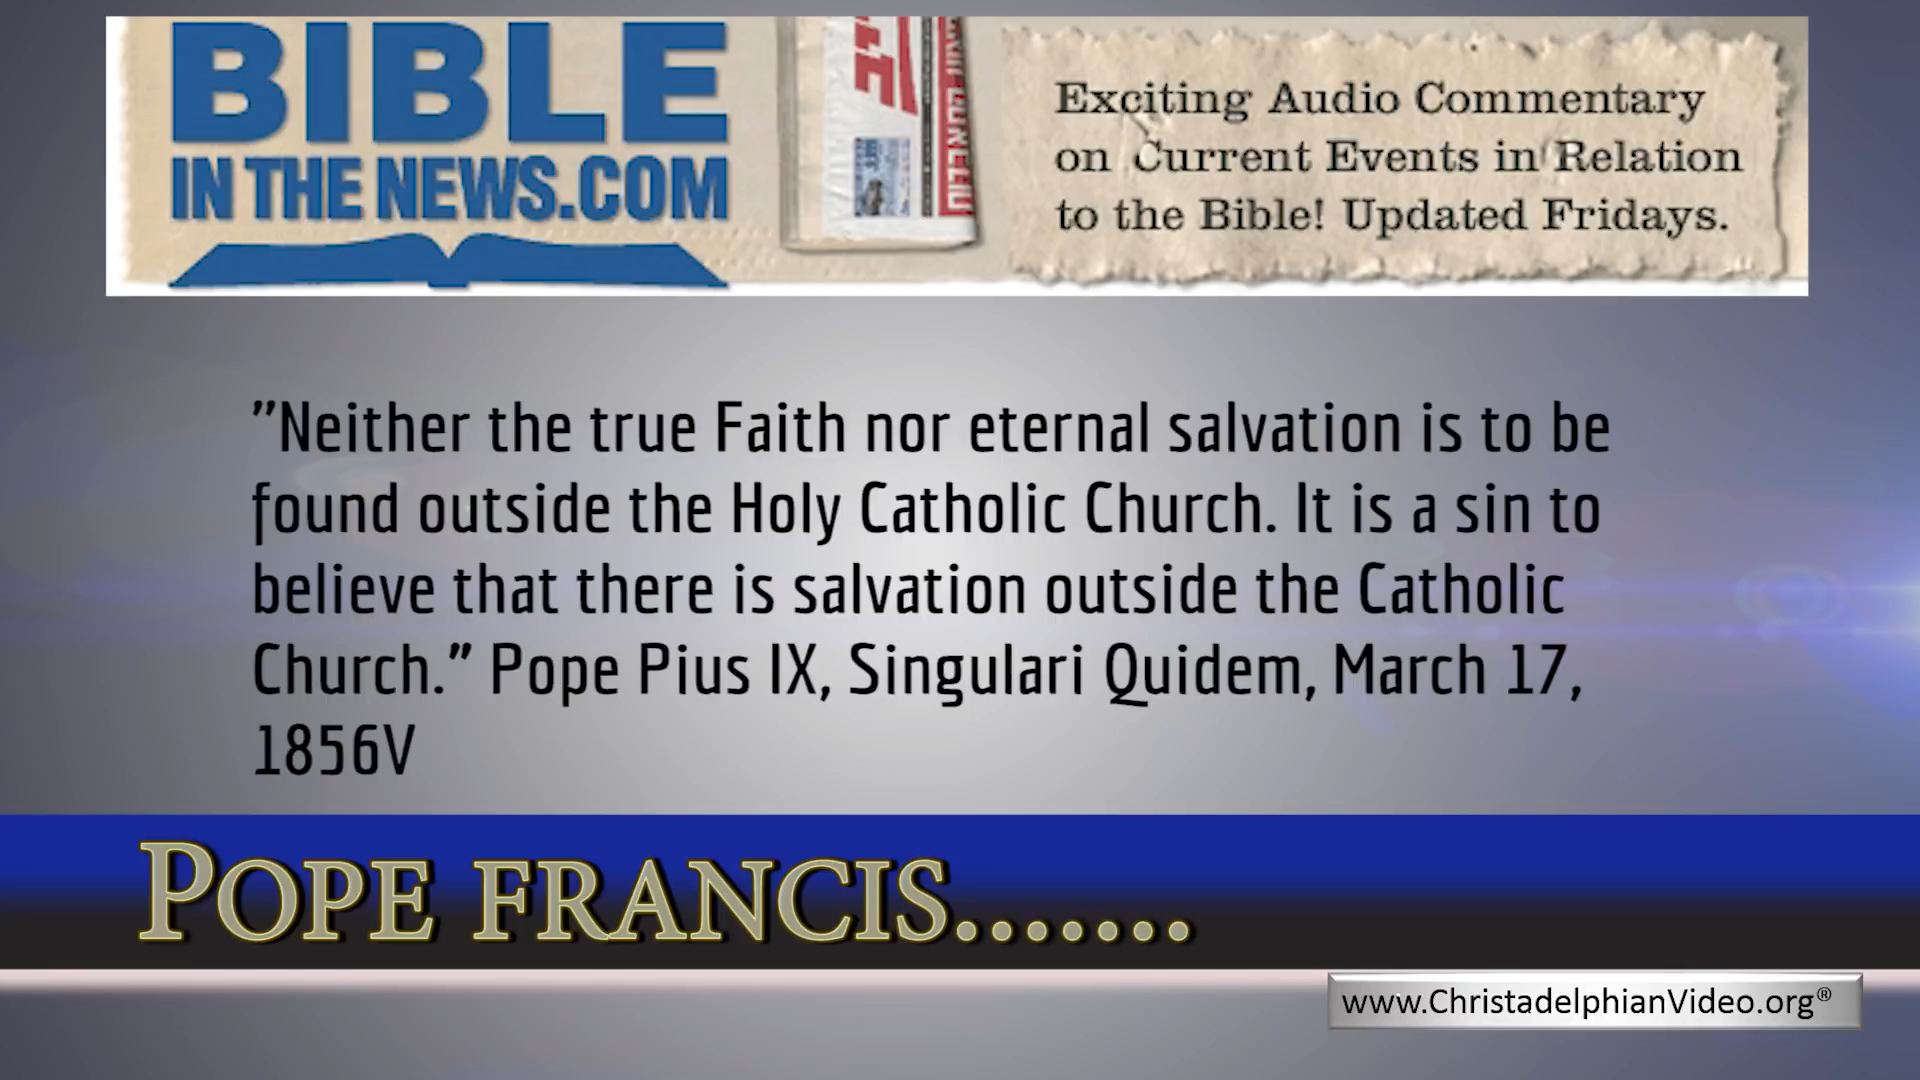 BIBLE
IN THE NEWS.COM
Exciting Audio Commentary
on Current Events in Relation
to the Bible! Updated Fridays.
"Neither the true Faith nor eternal salvation is to be
found outside the Holy Catholic Church. It is a sin to
believe that there is salvation outside the Catholic
Church." Pope Pius IX, Singulari Quidem, March 17,
1856V
POPE FRANCIS.......
www.ChristadelphianVideo.org®